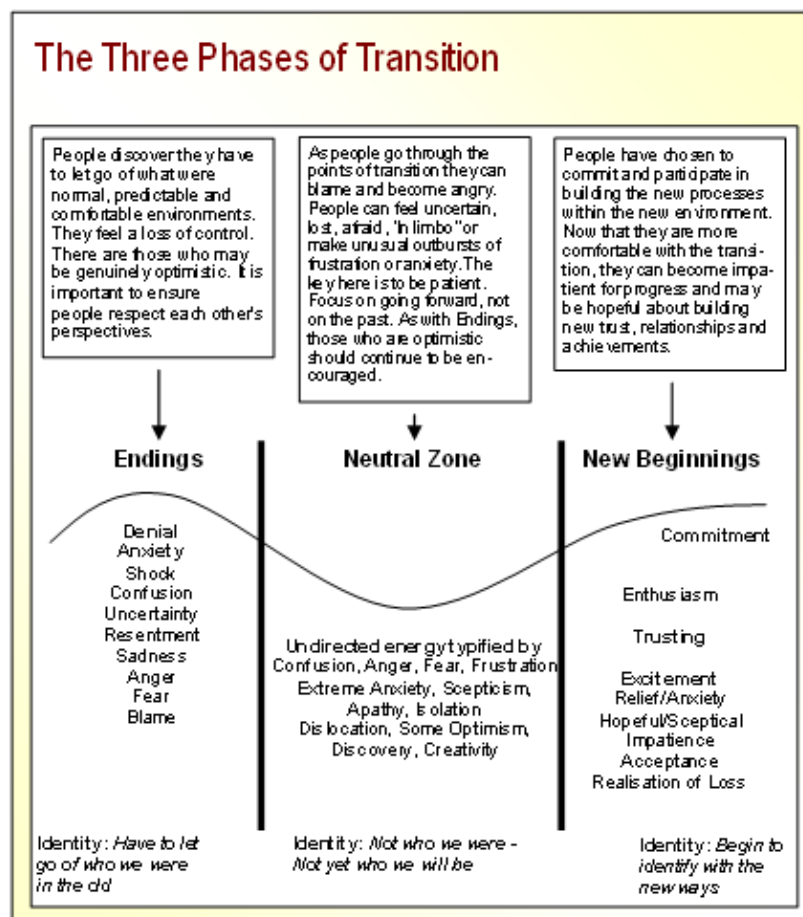 The Three Phases of Transition
People discover they have
to let go of what were
normal, predictable and
comfortable environments.
They feel a loss of control.
There are those who may
be genuinely optimistic. It is
important to ensure
people respect each other's
perspectives.
As people go through the
points of transition they can
blame and become angry.
People can feel uncertain,
lost, afraid, "in limbo" or
make unusual outbursts of
frustration or anxiety. The
key here is to be patient.
Focus on going forward, not
on the past. As with Endings,
those who are optimistic
should continue to be en-
couraged.
People have chosen to
commit and participate in
building the new processes
within the new environment.
Now that they are more
comfortable with the transi-
tion, they can become impa-
tient for progress and may
be hopeful about building
new trust, relationships and
achievements.
Endings
Denial
Anxiety
Shock
Confusion
Uncertainty
Resentment
Sadness
Anger
Fear
Blame
Identity: Have to let
go of who we were
in the old
Neutral Zone
Undirected energy typified by
Confusion, Anger, Fear, Frustration
Extreme Anxiety, Scepticism,
Apathy, Isolation
Dislocation, Some Optimism,
Discovery, Creativity
Identity: Not who we were -
Not yet who we will be
New Beginnings
Commitment
Enthusiasm
Trusting
Excitement
Relief/Anxiety
Hopeful/Sceptical
Impatience
Acceptance
Realisation of Loss
Identity: Begin to
identify with the
new ways